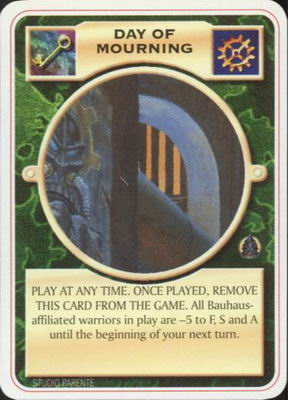 DAY OF
MOURNING
PLAY AT ANY TIME. ONCE PLAYED, REMOVE
THIS CARD FROM THE GAME. All Bauhaus-
affiliated warriors in play are –5 to F, S and A
until the beginning of your next turn.
STUDIO PARENTE